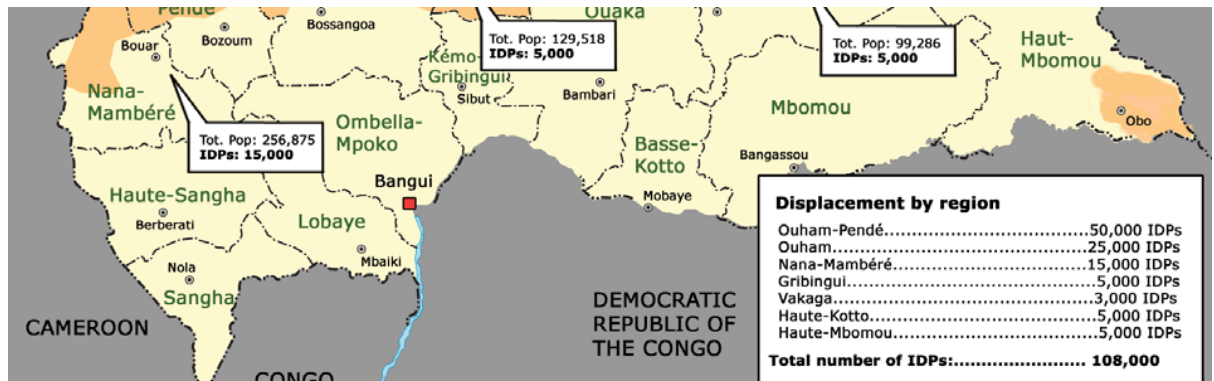 Pendé
Bossangoa
Bozoum
Bouar
Ouaka
Tot. Pop: 129,518
IDPs: 5,000
Tot. Pop: 99,286
IDPs: 5,000
Haut-
Mbomou
Kémo-
Gribingui
Sibut
Bambari
Nana-
Mambéré
Mbomou
Obo
Tot. Pop: 256,875
IDPs: 15,000
Ombella-
Mpoko
Basse-
Kotto
Bangassou
Bangui
Haute-Sangha
Berberati
Lobaye
Mobaye
Mbaiki
Nola
Sangha
CAMEROON
DEMOCRATIC
REPUBLIC OF
THE CONGO
CONGO
Displacement by region
Ouham-Pendé.......................................50,000 IDPs
Ouham................................................25,000 IDPs
Nana-Mambéré.....................................15,000 IDPs
Gribingui................................................5,000 IDPs
Vakaga..................................................3,000 IDPs
Haute-Kotto............................................5,000 IDPs
Haute-Mbomou.......................................5,000 IDPs
Total number of IDPs:........................ 108,000